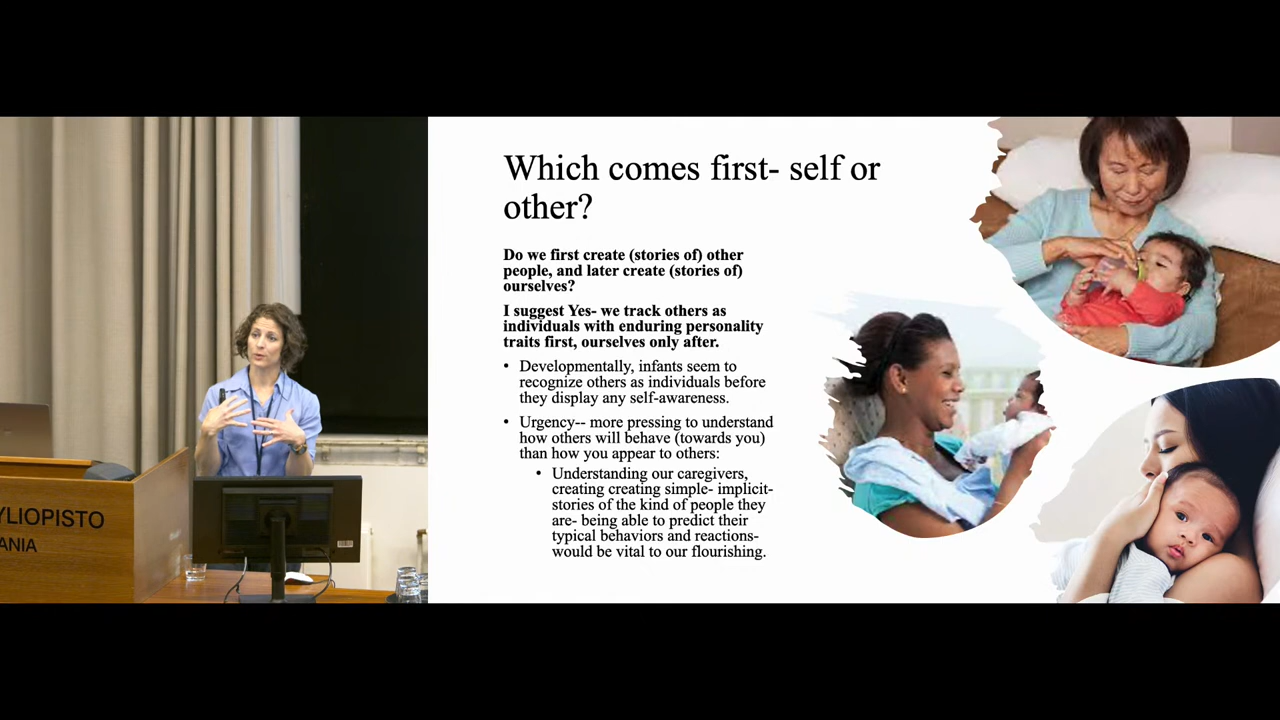 Which comes first- self or
other?
Do we first create (stories of) other
people, and later create (stories of)
ourselves?
I suggest Yes- we track others as
individuals with enduring personality
traits first, ourselves only after.
• Developmentally, infants seem to
recognize others as individuals before
they display any self-awareness.
• Urgency-- more pressing to understand
how others will behave (towards you)
than how you appear to others:
• Understanding our caregivers,
creating creating simple- implicit-
stories of the kind of people they
are- being able to predict their
typical behaviors and reactions-
would be vital to our flourishing.
YLIOPISTO
ANIA